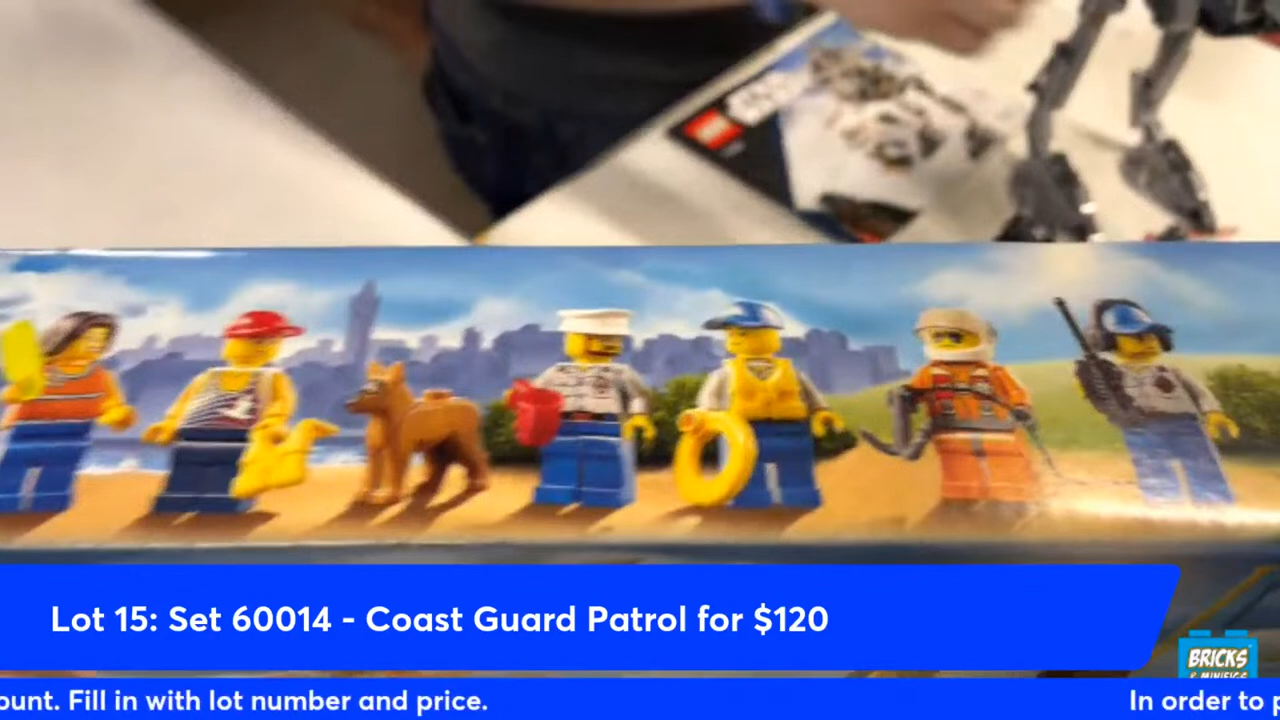 Lot 15: Set 60014 - Coast Guard Patrol for $120
BRICKS
& MINIFIGS
ount. Fill in with lot number and price.
In order to p